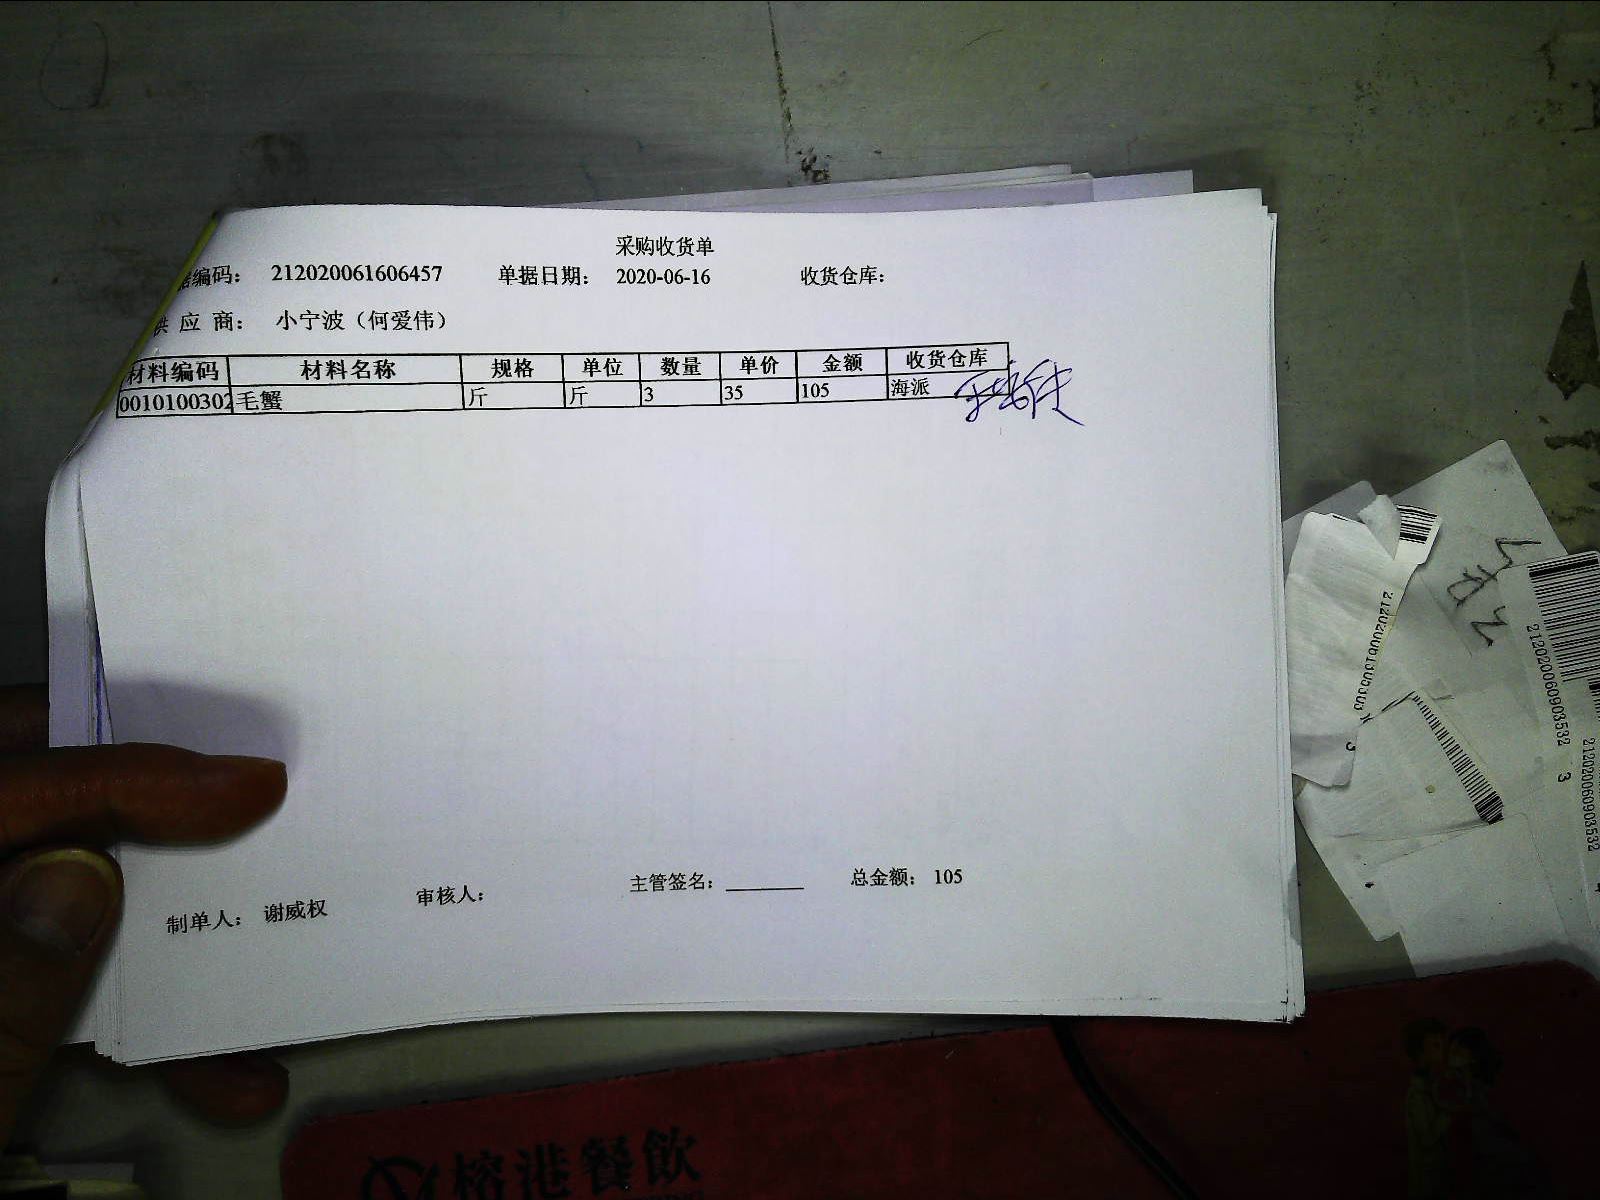 采购收货单
据编码： 212020061606457 单据日期： 2020-06-16 收货仓库：
供 应 商： 小宁波（何爱伟）
材料编码 材料名称 规格 单位 数量 单价 金额 收货仓库
0010100302 毛蟹 斤 斤 3 35 105 海派
制单人： 谢威权 审核人： 主管签名： ________ 总金额： 105
212020060903532 3
212020060903532
榕港餐飲